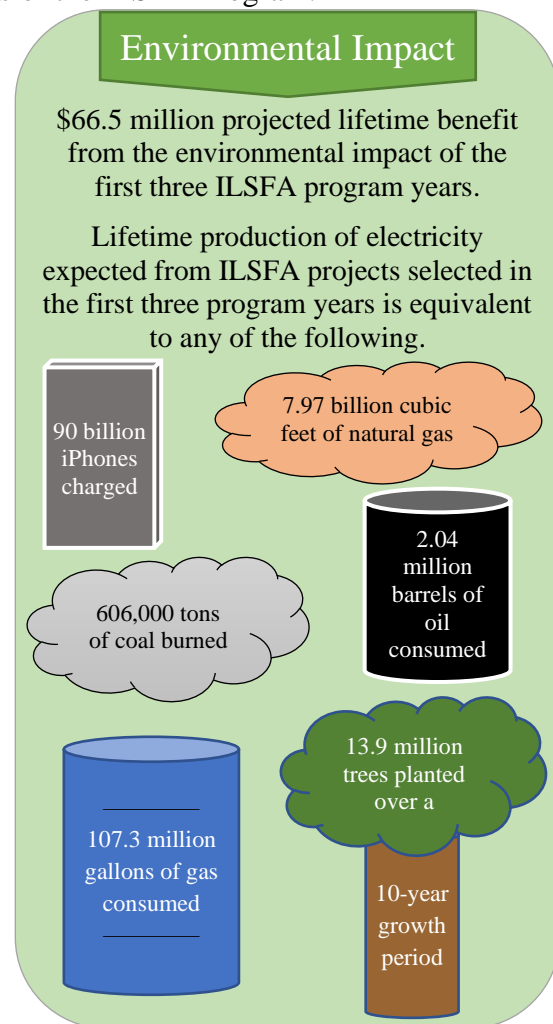 Environmental Impact
$66.5 million projected lifetime benefit
from the environmental impact of the
first three ILSFA program years.
Lifetime production of electricity
expected from ILSFA projects selected in
the first three program years is equivalent
to any of the following.
90 billion
iPhones
charged
7.97 billion cubic
feet of natural gas
2.04
million
barrels of
oil
consumed
606,000 tons
of coal burned
13.9 million
trees planted
over a
10-year
growth
period
107.3 million
gallons of gas
consumed